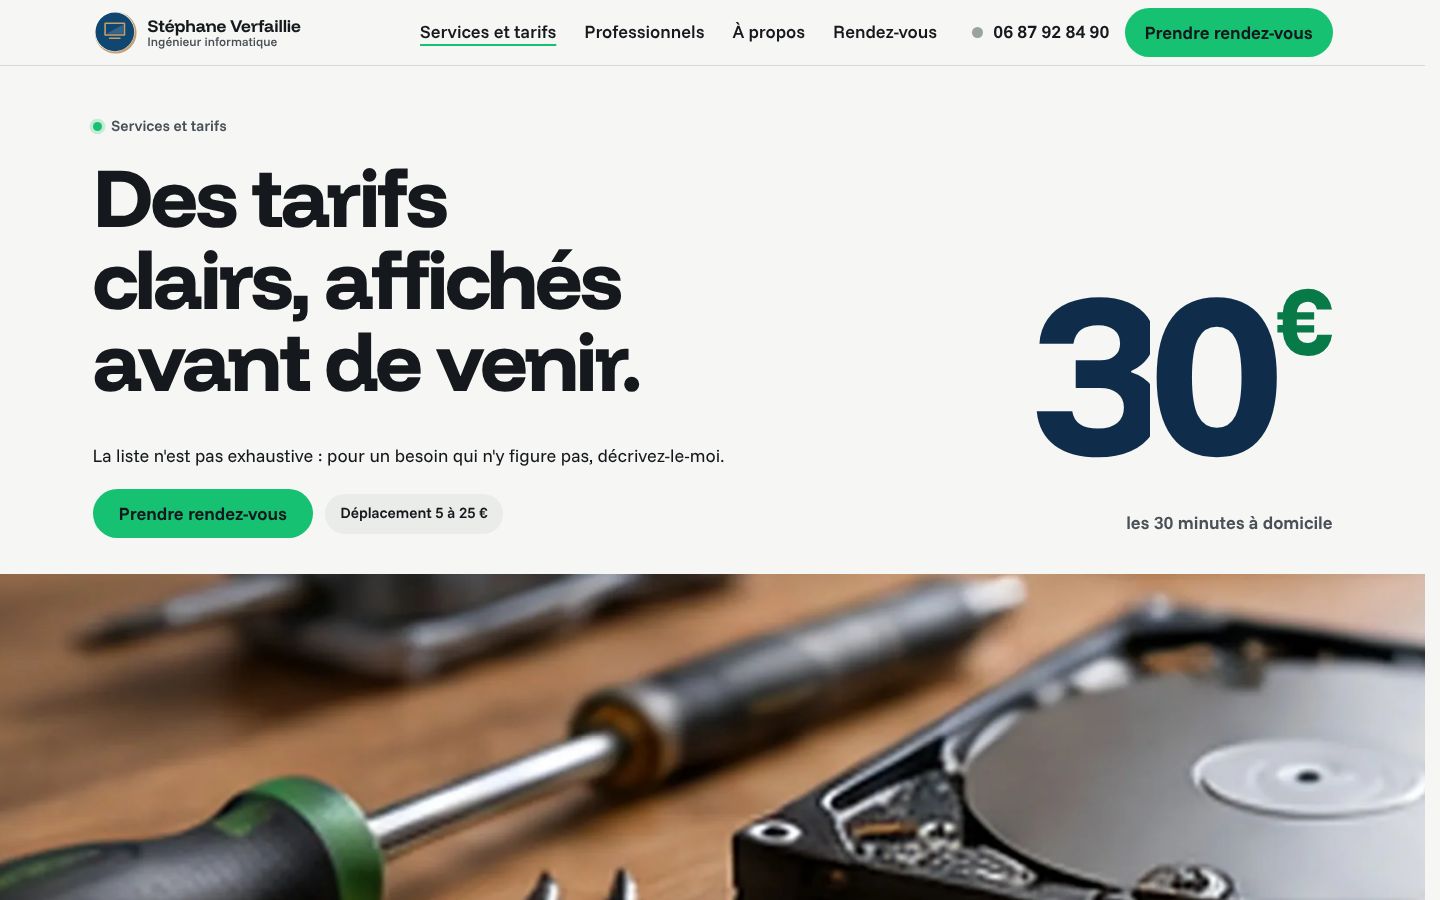 Stéphane Verfaillie
Ingénieur informatique
Services et tarifs
Professionnels
À propos
Rendez-vous
06 87 92 84 90
Prendre rendez-vous
Services et tarifs
Des tarifs
clairs, affichés
avant de venir.
30€
La liste n'est pas exhaustive : pour un besoin qui n'y figure pas, décrivez-le-moi.
Prendre rendez-vous
Déplacement 5 à 25 €
les 30 minutes à domicile